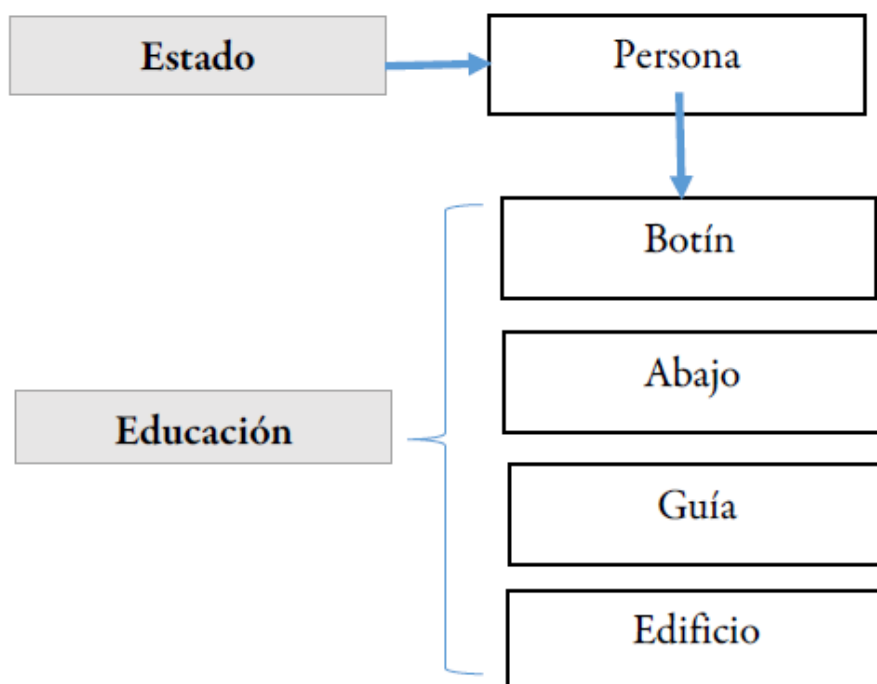 Estado
Persona
Botín
Abajo
Educación
Guía
Edificio